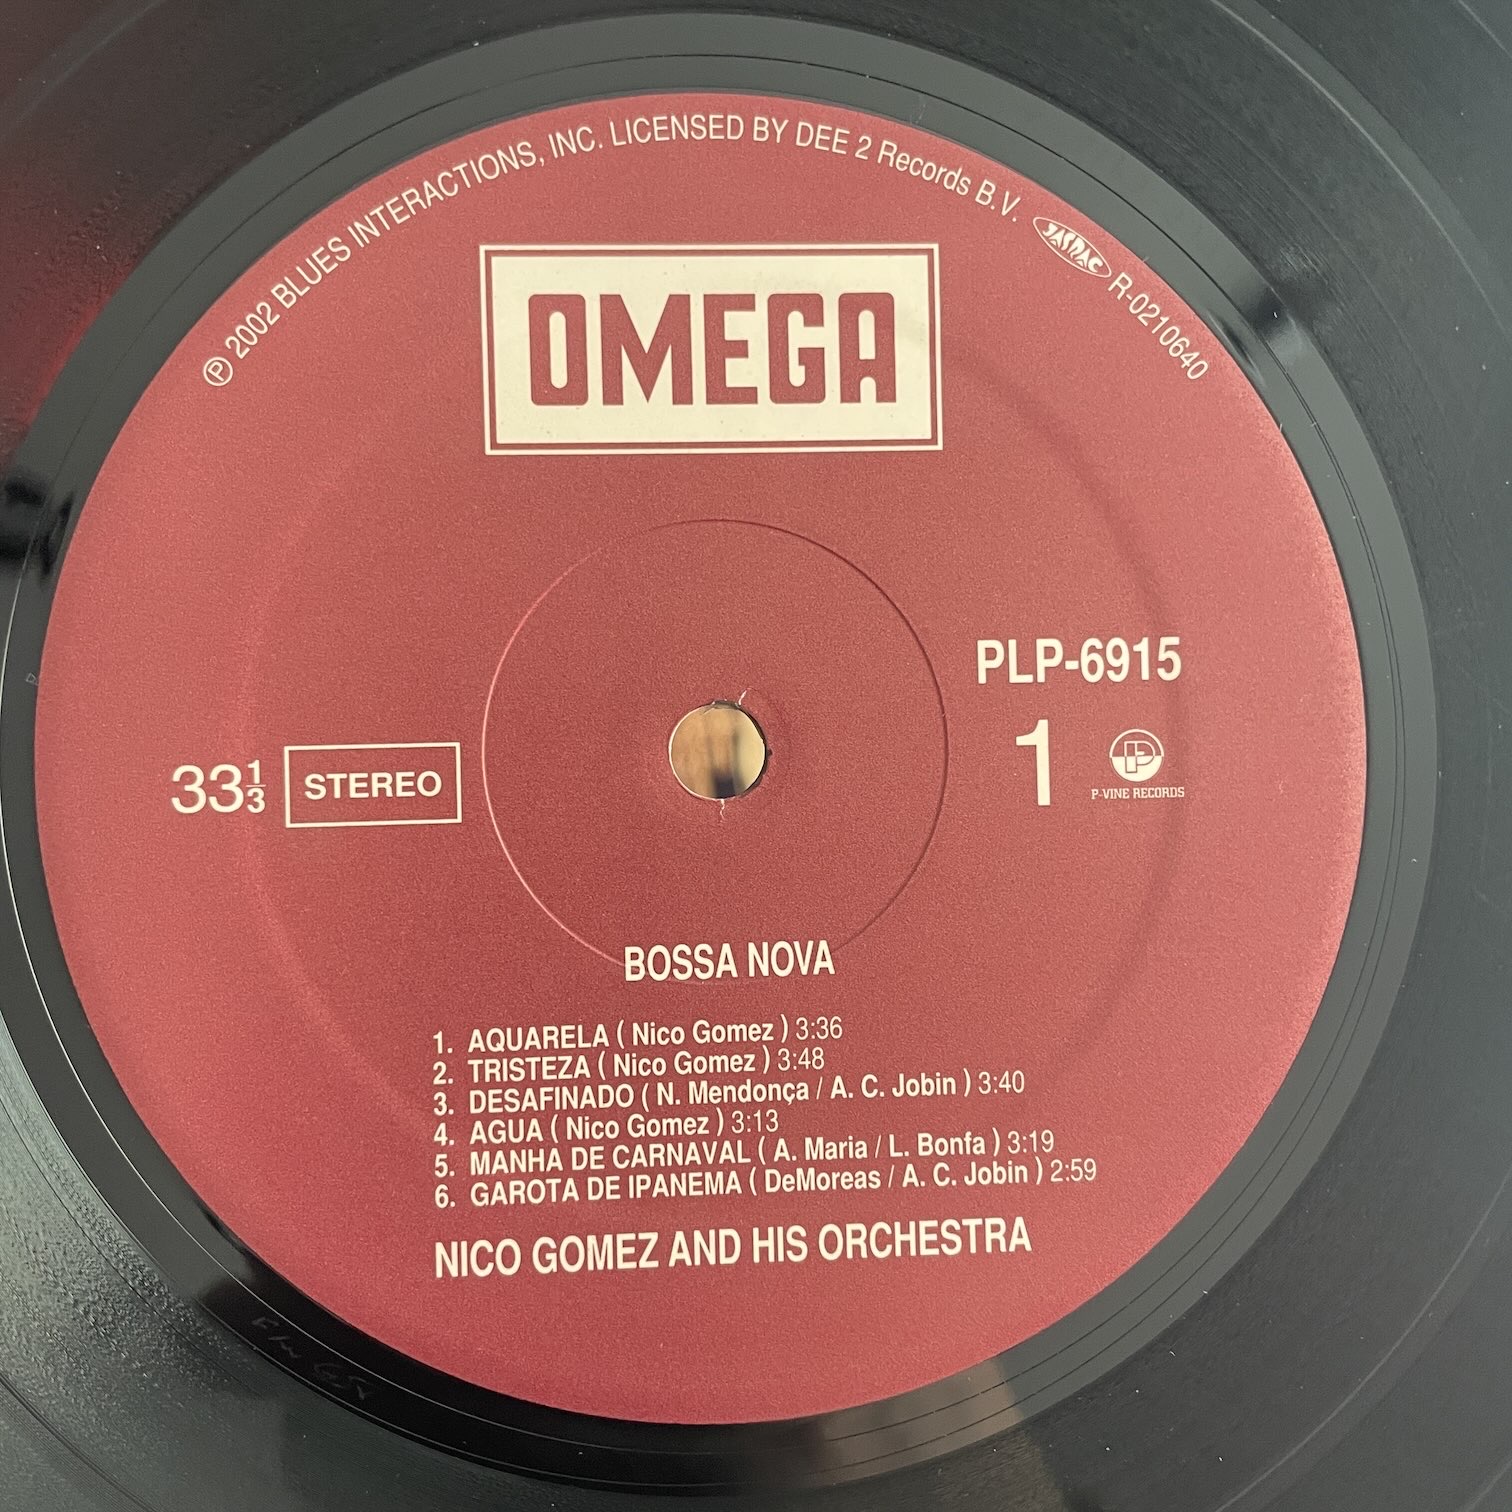 ℗ 2002 BLUES INTERACTIONS, INC. LICENSED BY DEE 2 Records B.V. JASRAC R-0210640
OMEGA
PLP-6915
33⅓ STEREO
1
P-VINE RECORDS
BOSSA NOVA
1. AQUARELA ( Nico Gomez ) 3:36
2. TRISTEZA ( Nico Gomez ) 3:48
3. DESAFINADO ( N. Mendonça / A. C. Jobin ) 3:40
4. AGUA ( Nico Gomez ) 3:13
5. MANHA DE CARNAVAL ( A. Maria / L. Bonfa ) 3:19
6. GAROTA DE IPANEMA ( DeMoreas / A. C. Jobin ) 2:59
NICO GOMEZ AND HIS ORCHESTRA